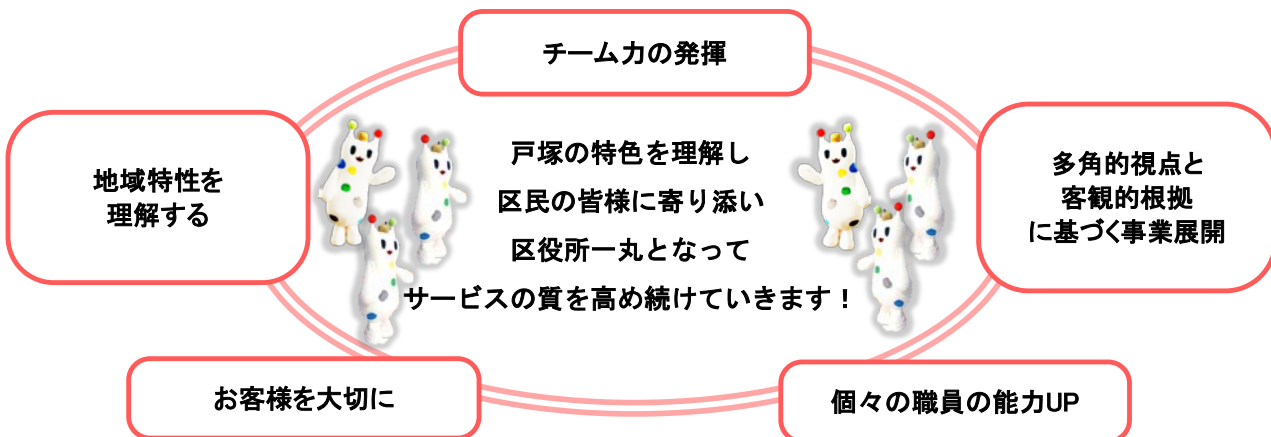 チーム力の発揮
地域特性を
理解する
戸塚の特色を理解し
区民の皆様に寄り添い
区役所一丸となって
サービスの質を高め続けていきます！
多角的視点と
客観的根拠
に基づく事業展開
お客様を大切に
個々の職員の能力UP